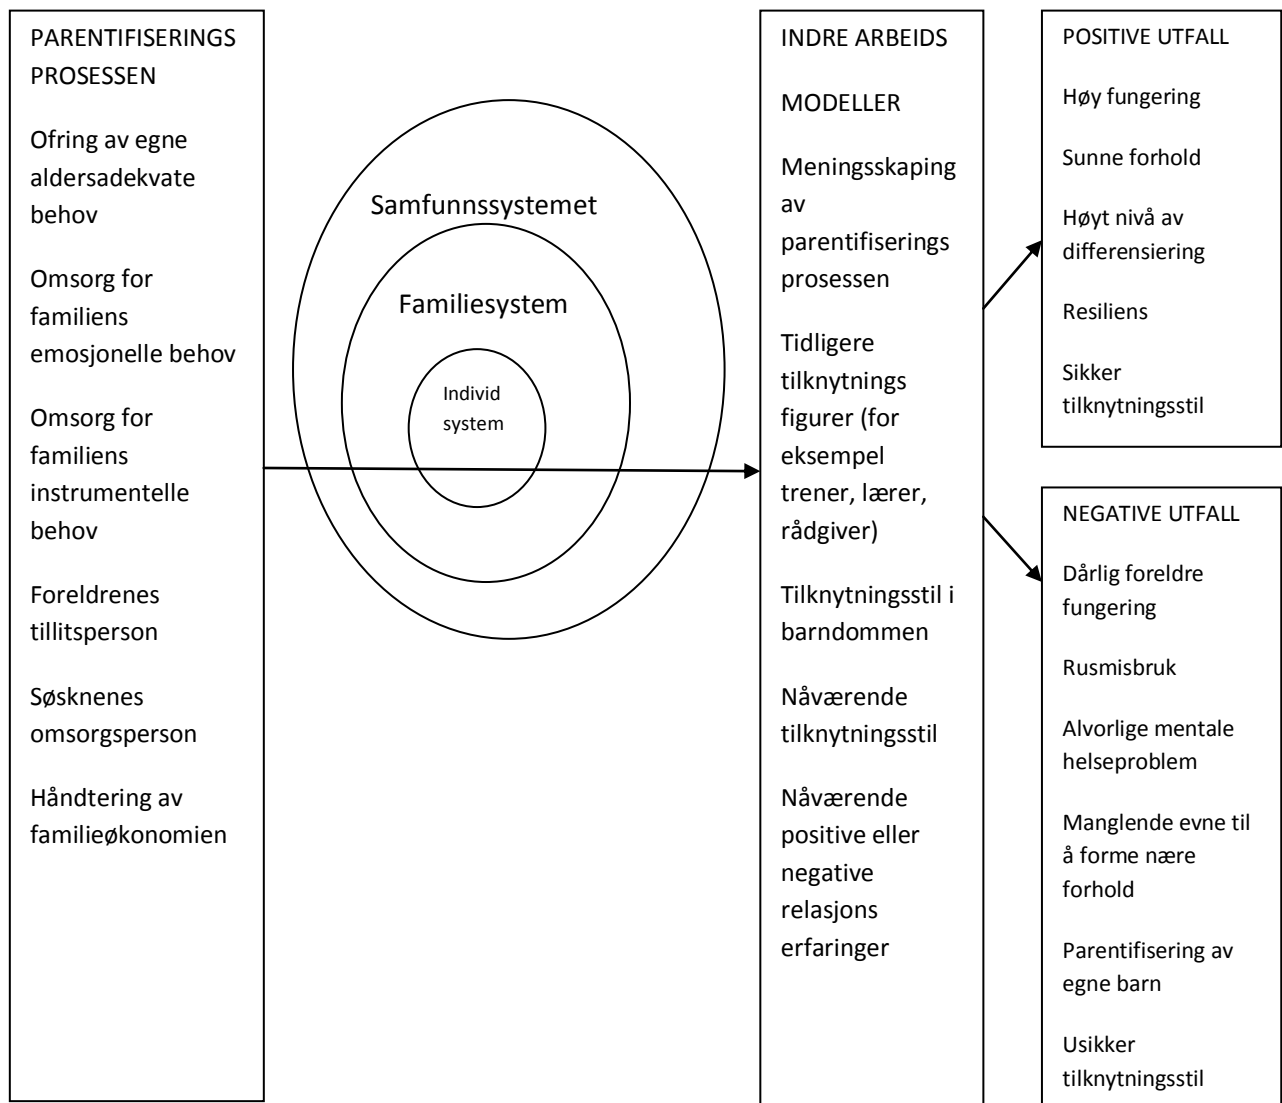 PARENTIFISERINGS
PROSESSEN
Ofring av egne
aldersadekvate
behov
Omsorg for
familiens
emosjonelle behov
Omsorg for
familiens
instrumentelle
behov
Foreldrenes
tillitsperson
Søsknenes
omsorgsperson
Håndtering av
familieøkonomien
Samfunnssystemet
Familiesystem
Individ
system
INDRE ARBEIDS
MODELLER
Meningsskaping
av
parentifiserings
prosessen
Tidligere
tilknytnings
figurer (for
eksempel
trener, lærer,
rådgiver)
Tilknytningsstil i
barndommen
Nåværende
tilknytningsstil
Nåværende
positive eller
negative
relasjons
erfaringer
POSITIVE UTFALL
Høy fungering
Sunne forhold
Høyt nivå av
differensiering
Resiliens
Sikker
tilknytningsstil
NEGATIVE UTFALL
Dårlig foreldre
fungering
Rusmisbruk
Alvorlige mentale
helseproblem
Manglende evne til
å forme nære
forhold
Parentifisering av
egne barn
Usikker
tilknytningsstil